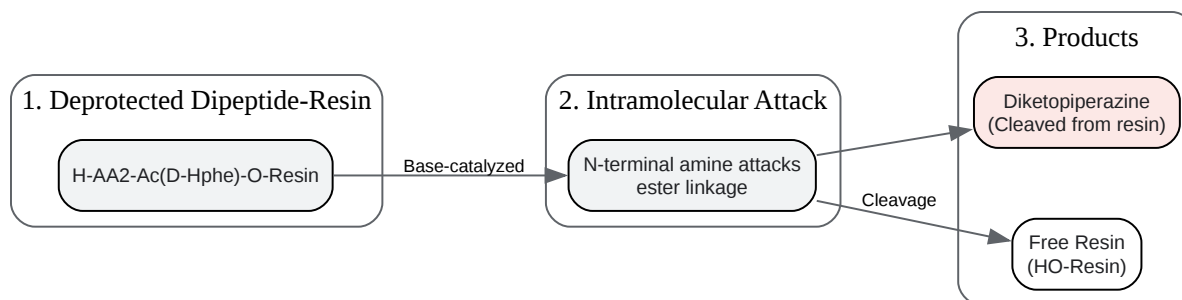 1. Deprotected Dipeptide-Resin
H-AA2-Ac(D-Hphe)-O-Resin
Base-catalyzed
2. Intramolecular Attack
N-terminal amine attacks
ester linkage
Cleavage
3. Products
Diketopiperazine
(Cleaved from resin)
Free Resin
(HO-Resin)